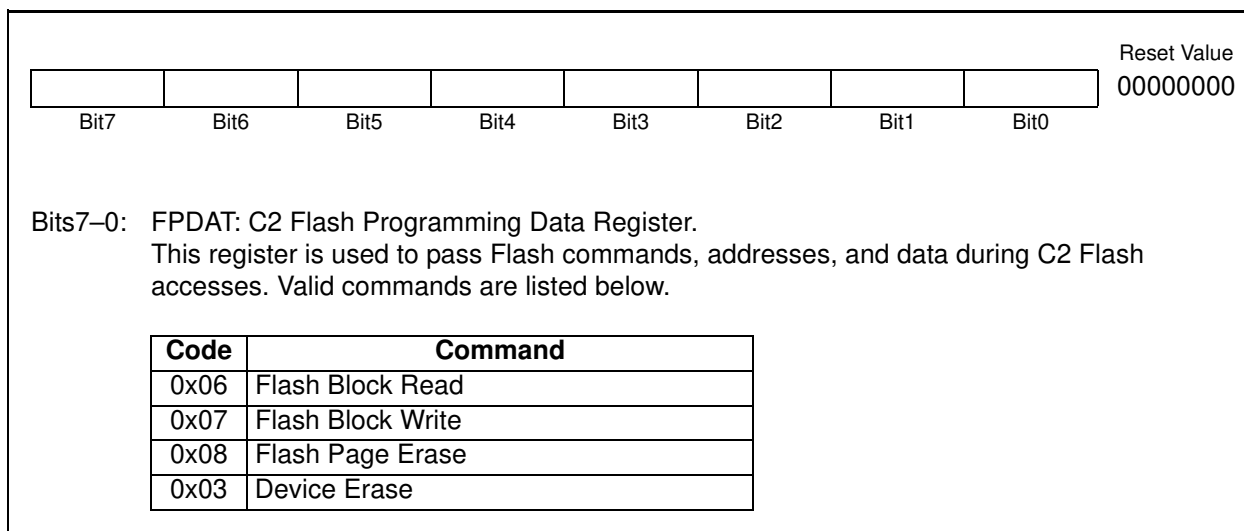 Reset Value
00000000
Bit7 Bit6 Bit5 Bit4 Bit3 Bit2 Bit1 Bit0
Bits7–0: FPDAT: C2 Flash Programming Data Register.
This register is used to pass Flash commands, addresses, and data during C2 Flash
accesses. Valid commands are listed below.
Code Command
0x06 Flash Block Read
0x07 Flash Block Write
0x08 Flash Page Erase
0x03 Device Erase